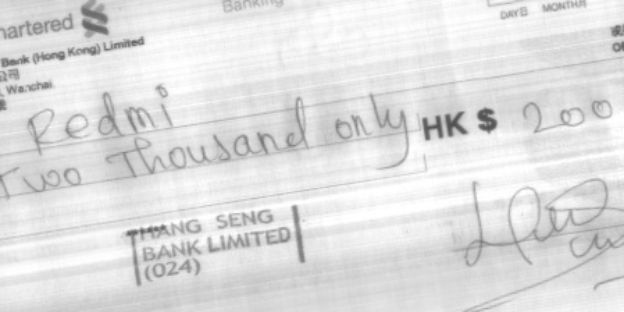 hartered
Banking
DAY日 MONTH月
Bank (Hong Kong) Limited
公司
Wanchai
Redmi
Two Thousand only HK $ 200
HANG SENG
BANK LIMITED
(024)